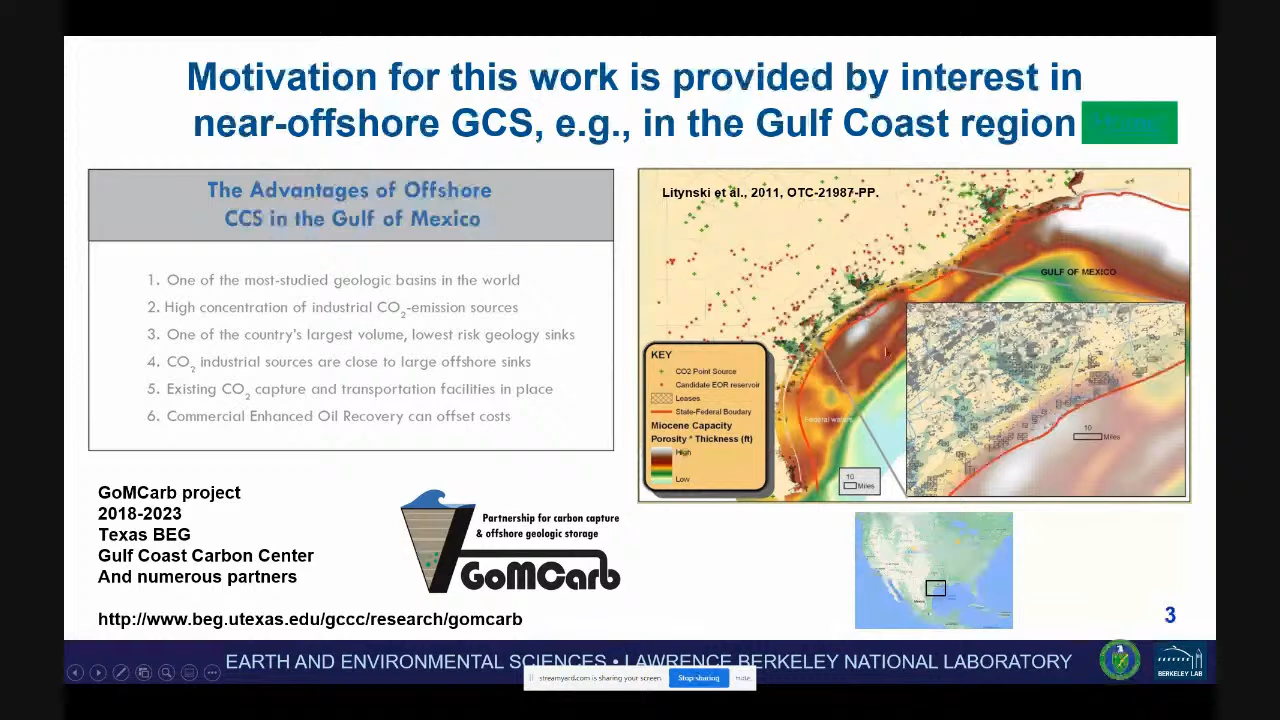 Motivation for this work is provided by interest in
near-offshore GCS, e.g., in the Gulf Coast region
The Advantages of Offshore
CCS in the Gulf of Mexico
1. One of the most-studied geologic basins in the world
2. High concentration of industrial CO2-emission sources
3. One of the country's largest volume, lowest risk geology sinks
4. CO2 industrial sources are close to large offshore sinks
5. Existing CO2 capture and transportation facilities in place
6. Commercial Enhanced Oil Recovery can offset costs
Litynski et al., 2011, OTC-21987-PP.
GULF OF MEXICO
Federal waters
KEY
CO2 Point Source
Candidate EOR reservoir
Leases
State-Federal Boudary
Miocene Capacity
Porosity * Thickness (ft)
High
Low
10
Miles
10
Miles
GoMCarb project
2018-2023
Texas BEG
Gulf Coast Carbon Center
And numerous partners
Partnership for carbon capture
& offshore geologic storage
GoMCarb
http://www.beg.utexas.edu/gccc/research/gomcarb
3
EARTH AND ENVIRONMENTAL SCIENCES • LAWRENCE BERKELEY NATIONAL LABORATORY
BERKELEY LAB
streamyard.com is sharing your screen.
Stop sharing
Hide